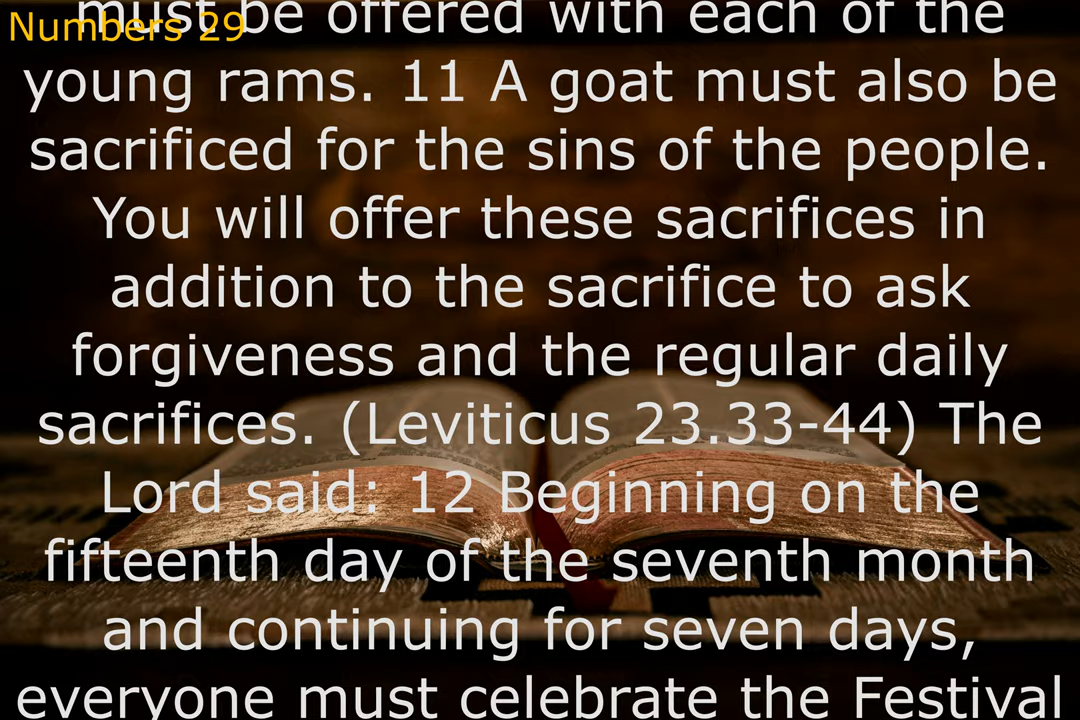 must be offered with each of the
Numbers 29
young rams. 11 A goat must also be
sacrificed for the sins of the people.
You will offer these sacrifices in
addition to the sacrifice to ask
forgiveness and the regular daily
sacrifices. (Leviticus 23.33-44) The
Lord said: 12 Beginning on the
fifteenth day of the seventh month
and continuing for seven days,
everyone must celebrate the Festival